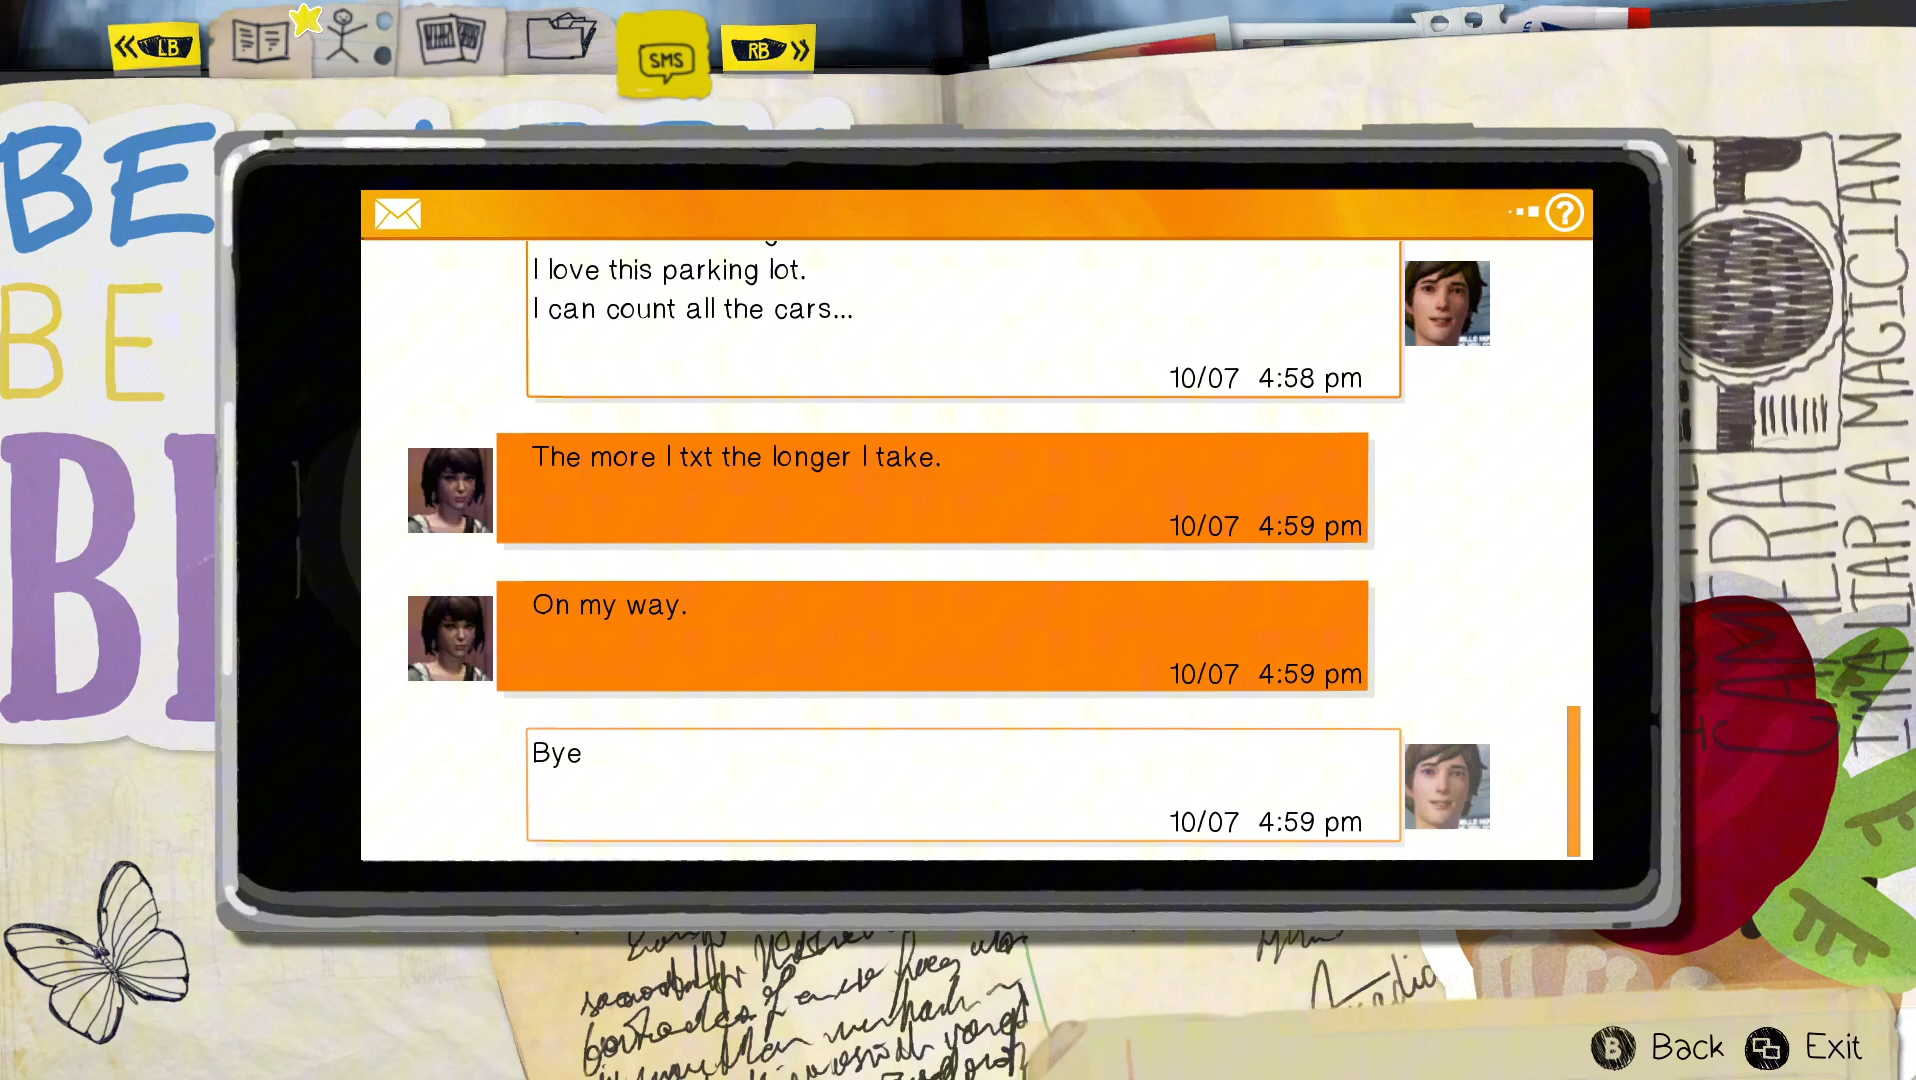 LB
SMS
RB
BE
BE
I love this parking lot.
I can count all the cars...
10/07 4:58 pm
The more I txt the longer I take.
10/07 4:59 pm
On my way.
10/07 4:59 pm
Bye
10/07 4:59 pm
CAMERA
I'M A LIAR, A MAGICIAN
B Back
Exit